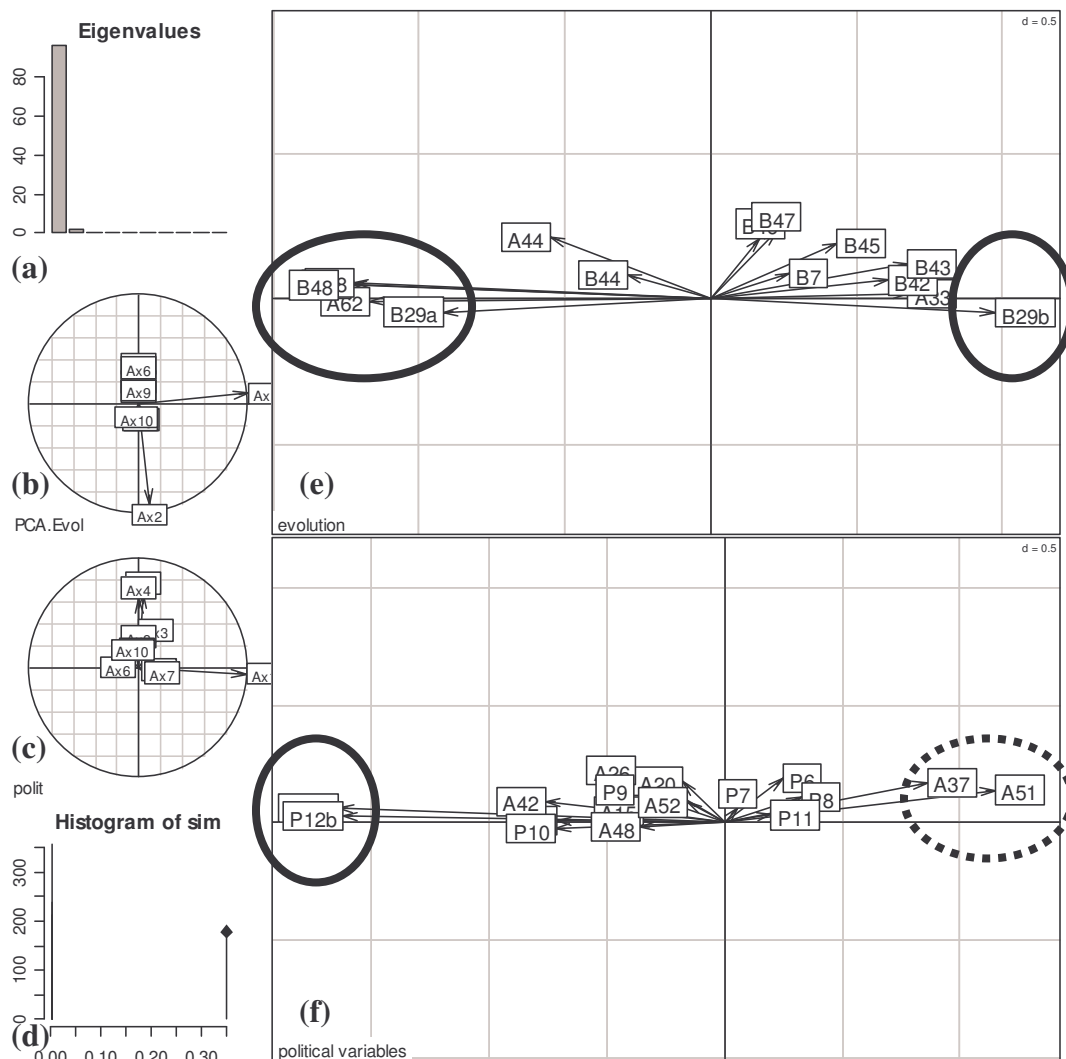 Eigenvalues
80
60
40
20
0
(a)
Ax6
Ax9
Ax10
Ax2
(b)
PCA.Evol
Ax4
Ax10
Ax6
Ax7
(c)
polit
Histogram of sim
300
200
100
0
(d)
0.00 0.10 0.20 0.30
d = 0.5
B47
A44
B45
B43
B44
B7
B42
B48
A62
A33
B29a
B29b
(e)
evolution
d = 0.5
A26
A20
P6
A37
P9
P7
A51
A42
A52
P8
P12b
P11
P10
A48
(f)
political variables